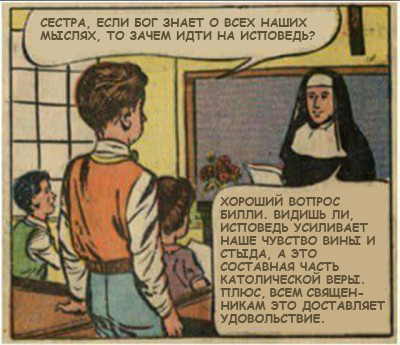 СЕСТРА, ЕСЛИ БОГ ЗНАЕТ О ВСЕХ НАШИХ
МЫСЛЯХ, ТО ЗАЧЕМ ИДТИ НА ИСПОВЕДЬ?
ХОРОШИЙ ВОПРОС
БИЛЛИ. ВИДИШЬ ЛИ,
ИСПОВЕДЬ УСИЛИВАЕТ
НАШЕ ЧУВСТВО ВИНЫ И
СТЫДА, А ЭТО
СОСТАВНАЯ ЧАСТЬ
КАТОЛИЧЕСКОЙ ВЕРЫ.
ПЛЮС, ВСЕМ СВЯЩЕН-
НИКАМ ЭТО ДОСТАВЛЯЕТ
УДОВОЛЬСТВИЕ.